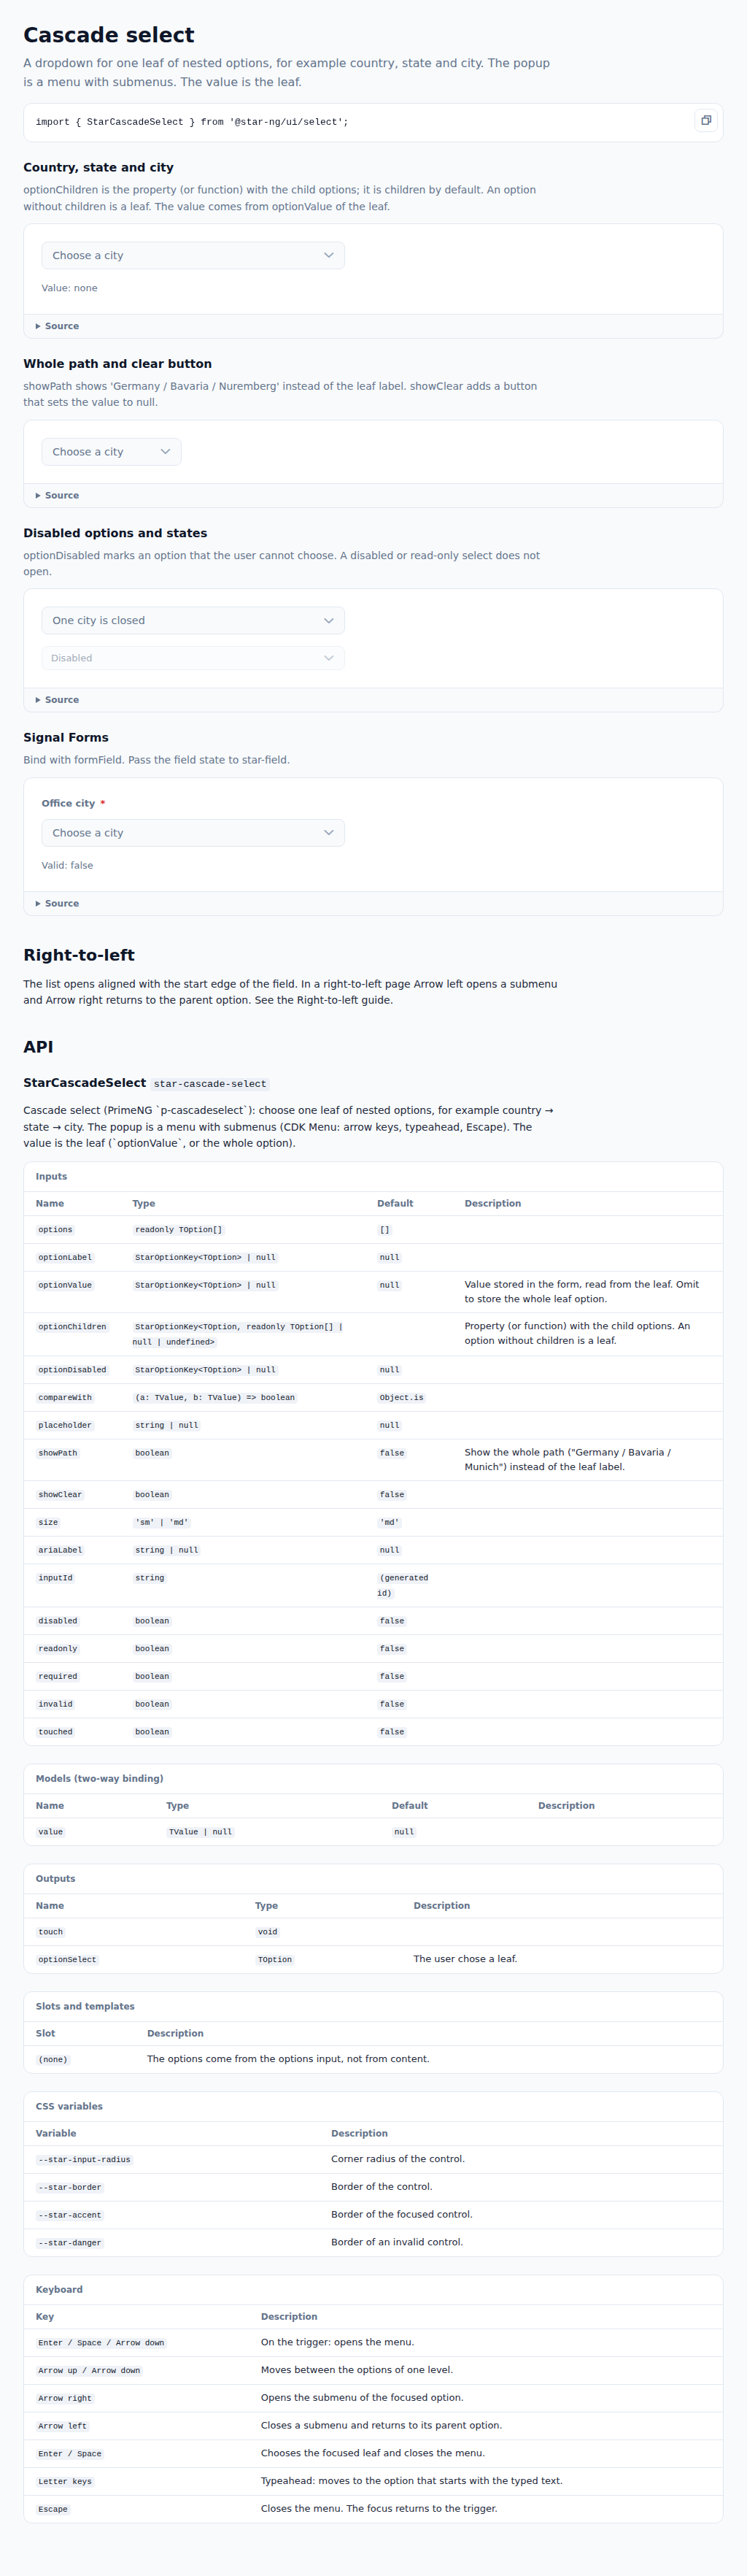 Cascade select
A dropdown for one leaf of nested options, for example country, state and city. The popup
is a menu with submenus. The value is the leaf.
import { StarCascadeSelect } from '@star-ng/ui/select';
Country, state and city
optionChildren is the property (or function) with the child options; it is children by default. An option
without children is a leaf. The value comes from optionValue of the leaf.
Choose a city
Value: none
Source
Whole path and clear button
showPath shows 'Germany / Bavaria / Nuremberg' instead of the leaf label. showClear adds a button
that sets the value to null.
Choose a city
Source
Disabled options and states
optionDisabled marks an option that the user cannot choose. A disabled or read-only select does not
open.
One city is closed
Disabled
Source
Signal Forms
Bind with formField. Pass the field state to star-field.
Office city *
Choose a city
Valid: false
Source
Right-to-left
The list opens aligned with the start edge of the field. In a right-to-left page Arrow left opens a submenu
and Arrow right returns to the parent option. See the Right-to-left guide.
API
StarCascadeSelect star-cascade-select
Cascade select (PrimeNG `p-cascadeselect`): choose one leaf of nested options, for example country →
state → city. The popup is a menu with submenus (CDK Menu: arrow keys, typeahead, Escape). The
value is the leaf (`optionValue`, or the whole option).
Inputs
Name Type Default Description
options readonly TOption[] []
optionLabel StarOptionKey<TOption> | null null
optionValue StarOptionKey<TOption> | null null Value stored in the form, read from the leaf. Omit
to store the whole leaf option.
optionChildren StarOptionKey<TOption, readonly TOption[] | Property (or function) with the child options. An
null | undefined> option without children is a leaf.
optionDisabled StarOptionKey<TOption> | null null
compareWith (a: TValue, b: TValue) => boolean Object.is
placeholder string | null null
showPath boolean false Show the whole path ("Germany / Bavaria /
Munich") instead of the leaf label.
showClear boolean false
size 'sm' | 'md' 'md'
ariaLabel string | null null
inputId string (generated
id)
disabled boolean false
readonly boolean false
required boolean false
invalid boolean false
touched boolean false
Models (two-way binding)
Name Type Default Description
value TValue | null null
Outputs
Name Type Description
touch void
optionSelect TOption The user chose a leaf.
Slots and templates
Slot Description
(none) The options come from the options input, not from content.
CSS variables
Variable Description
--star-input-radius Corner radius of the control.
--star-border Border of the control.
--star-accent Border of the focused control.
--star-danger Border of an invalid control.
Keyboard
Key Description
Enter / Space / Arrow down On the trigger: opens the menu.
Arrow up / Arrow down Moves between the options of one level.
Arrow right Opens the submenu of the focused option.
Arrow left Closes a submenu and returns to its parent option.
Enter / Space Chooses the focused leaf and closes the menu.
Letter keys Typeahead: moves to the option that starts with the typed text.
Escape Closes the menu. The focus returns to the trigger.